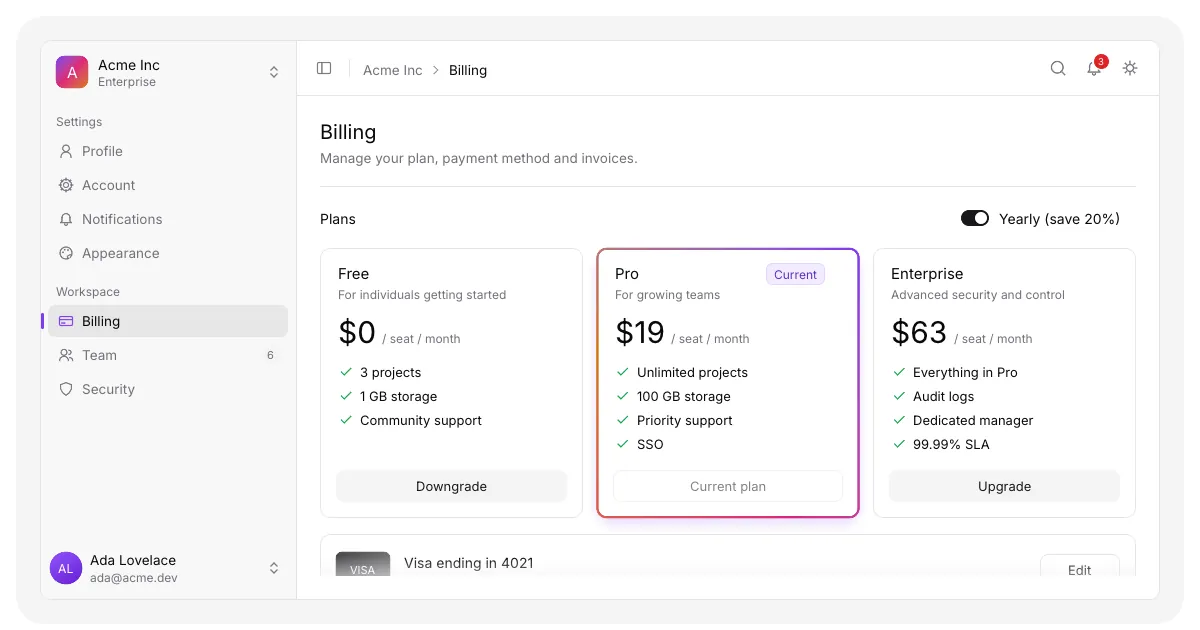 A
Acme Inc
Enterprise
Settings
Profile
Account
Notifications
Appearance
Workspace
Billing
Team 6
Security
AL
Ada Lovelace
ada@acme.dev
Acme Inc > Billing
3
Billing
Manage your plan, payment method and invoices.
Plans
Yearly (save 20%)
Free
For individuals getting started
$0 / seat / month
3 projects
1 GB storage
Community support
Downgrade
Pro
Current
For growing teams
$19 / seat / month
Unlimited projects
100 GB storage
Priority support
SSO
Current plan
Enterprise
Advanced security and control
$63 / seat / month
Everything in Pro
Audit logs
Dedicated manager
99.99% SLA
Upgrade
VISA
Visa ending in 4021
Edit